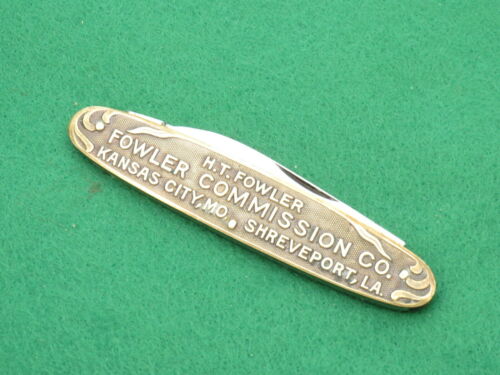 H.T. FOWLER
FOWLER COMMISSION CO.
KANSAS CITY, MO. SHREVEPORT, LA.